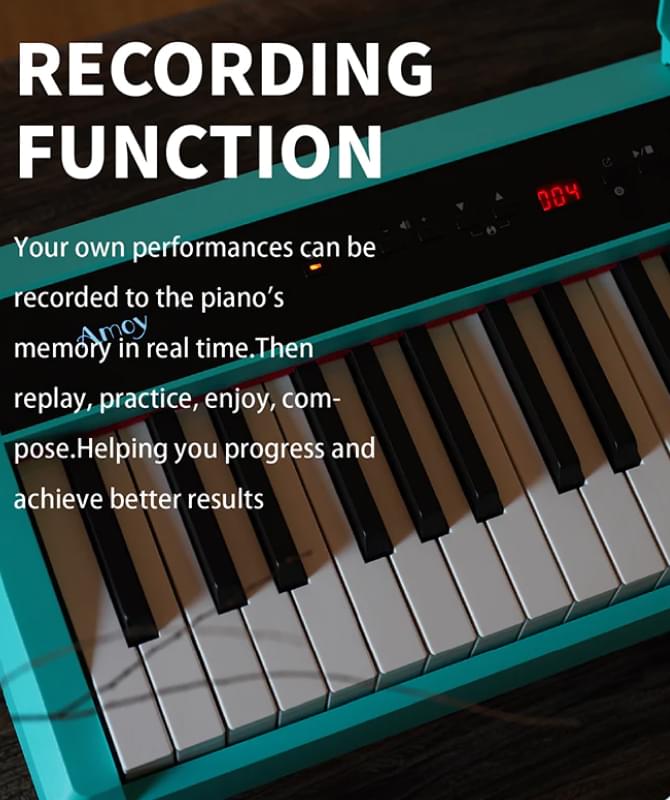 RECORDING
FUNCTION
004
Your own performances can be
recorded to the piano’s
Amoy
memory in real time.Then
replay, practice, enjoy, com-
pose.Helping you progress and
achieve better results